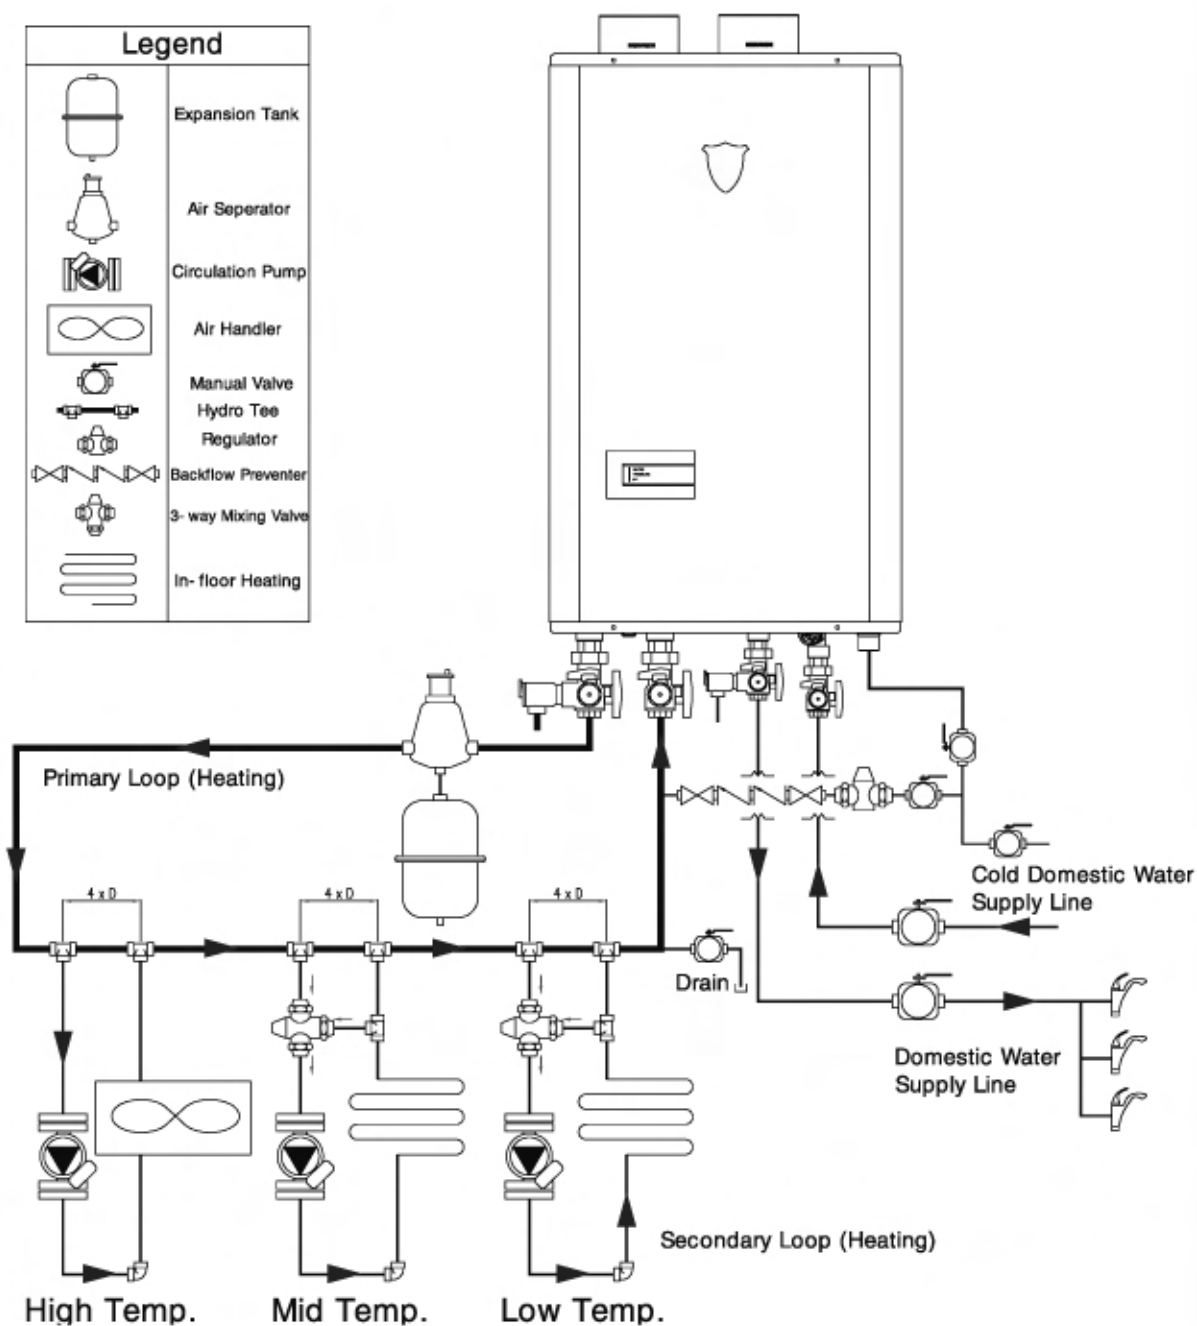 Legend
Expansion Tank
Air Seperator
Circulation Pump
Air Handler
Manual Valve
Hydro Tee
Regulator
Backflow Preventer
3- way Mixing Valve
In- floor Heating
Primary Loop (Heating)
4 x D
4 x D
4 x D
Cold Domestic Water
Supply Line
Drain
Domestic Water
Supply Line
Secondary Loop (Heating)
High Temp.
Mid Temp.
Low Temp.